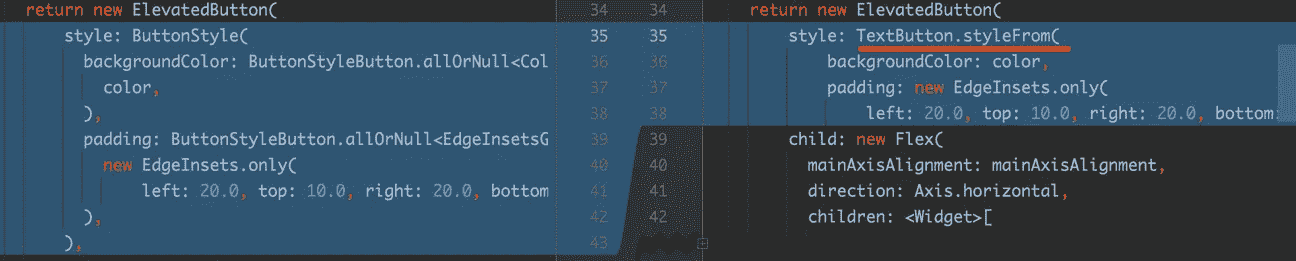 return new ElevatedButton( 34 34 return new ElevatedButton(
style: ButtonStyle( 35 35 style: TextButton.styleFrom(
backgroundColor: ButtonStyleButton.allOrNull<Col 36 36 backgroundColor: color,
color, 37 37 padding: new EdgeInsets.only(
), 38 38 left: 20.0, top: 10.0, right: 20.0, bottom:
padding: ButtonStyleButton.allOrNull<EdgeInsetsG 39 39 child: new Flex(
new EdgeInsets.only( 40 40 mainAxisAlignment: mainAxisAlignment,
left: 20.0, top: 10.0, right: 20.0, bottom 41 41 direction: Axis.horizontal,
), 42 42 children: <Widget>[
), 43